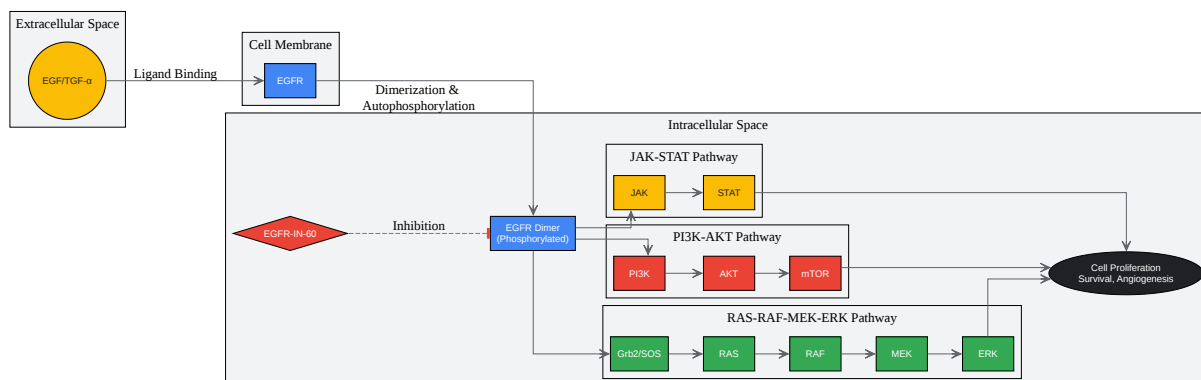 Extracellular Space
EGF/TGF-α
Ligand Binding
Cell Membrane
EGFR
Dimerization &
Autophosphorylation
Intracellular Space
JAK-STAT Pathway
JAK
STAT
EGFR-IN-60
Inhibition
EGFR Dimer
(Phosphorylated)
PI3K-AKT Pathway
PI3K
AKT
mTOR
Cell Proliferation
Survival, Angiogenesis
RAS-RAF-MEK-ERK Pathway
Grb2/SOS
RAS
RAF
MEK
ERK